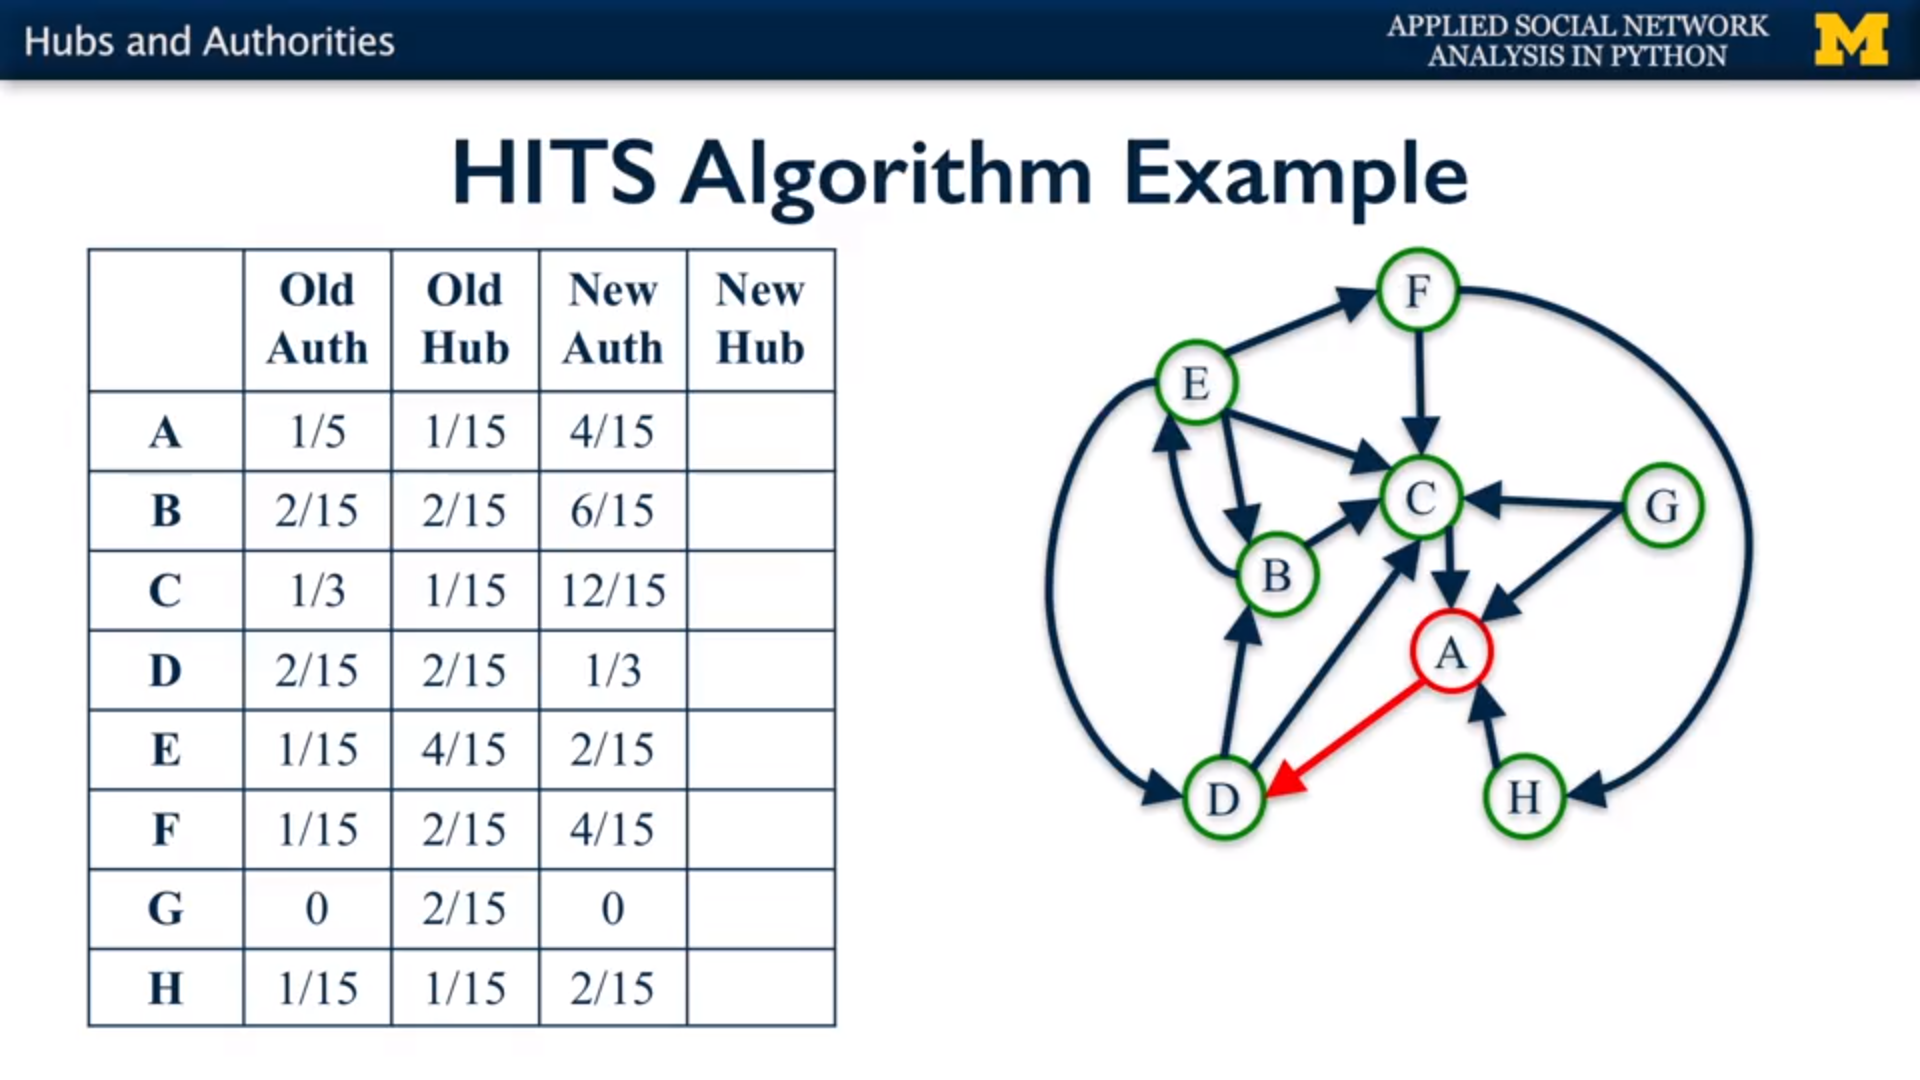 Hubs and Authorities
APPLIED SOCIAL NETWORK
ANALYSIS IN PYTHON
M
HITS Algorithm Example
Old Auth Old Hub New Auth New Hub
A 1/5 1/15 4/15
B 2/15 2/15 6/15
C 1/3 1/15 12/15
D 2/15 2/15 1/3
E 1/15 4/15 2/15
F 1/15 2/15 4/15
G 0 2/15 0
H 1/15 1/15 2/15
F
E
C
G
B
A
D
H